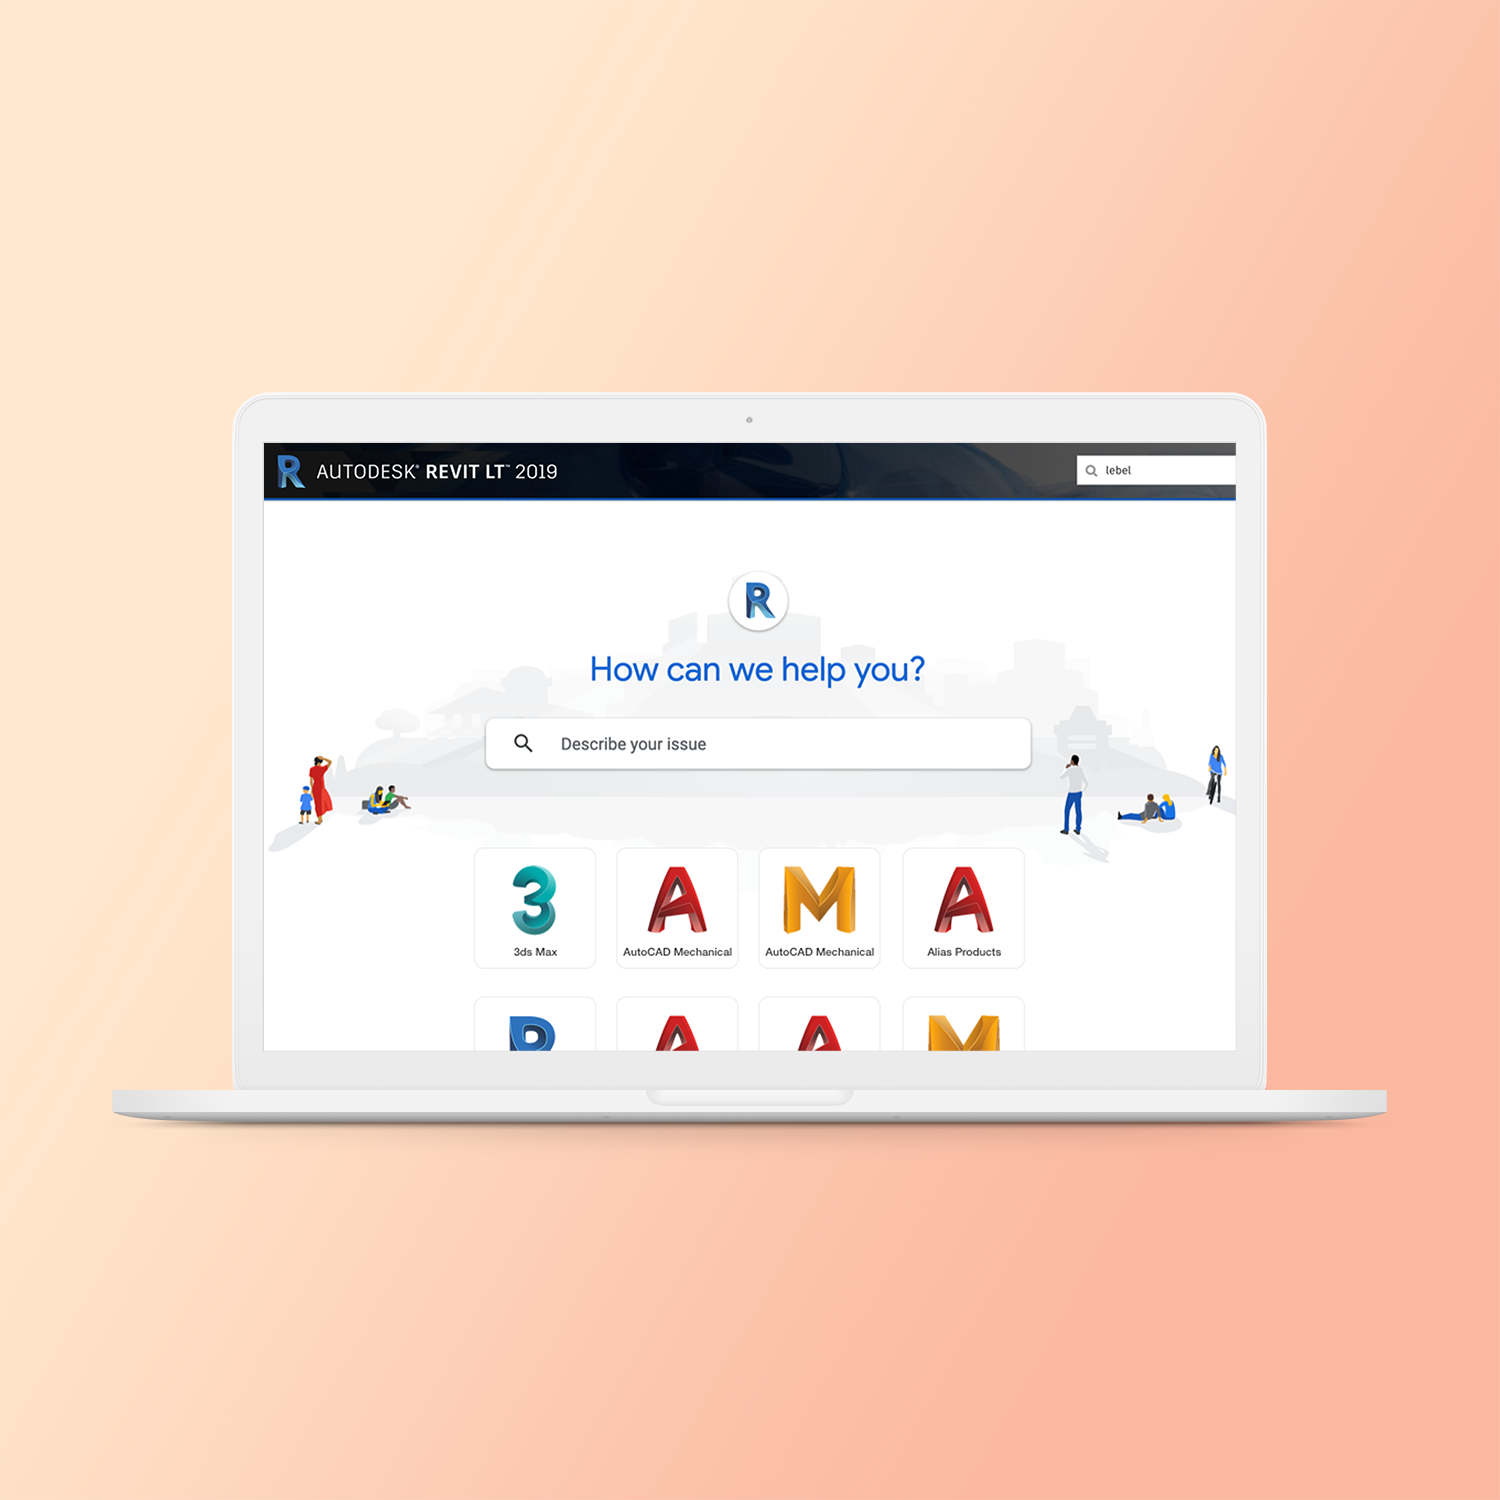 AUTODESK® REVIT LT™ 2019
lebel
How can we help you?
Describe your issue
3ds Max
AutoCAD Mechanical
AutoCAD Mechanical
Alias Products